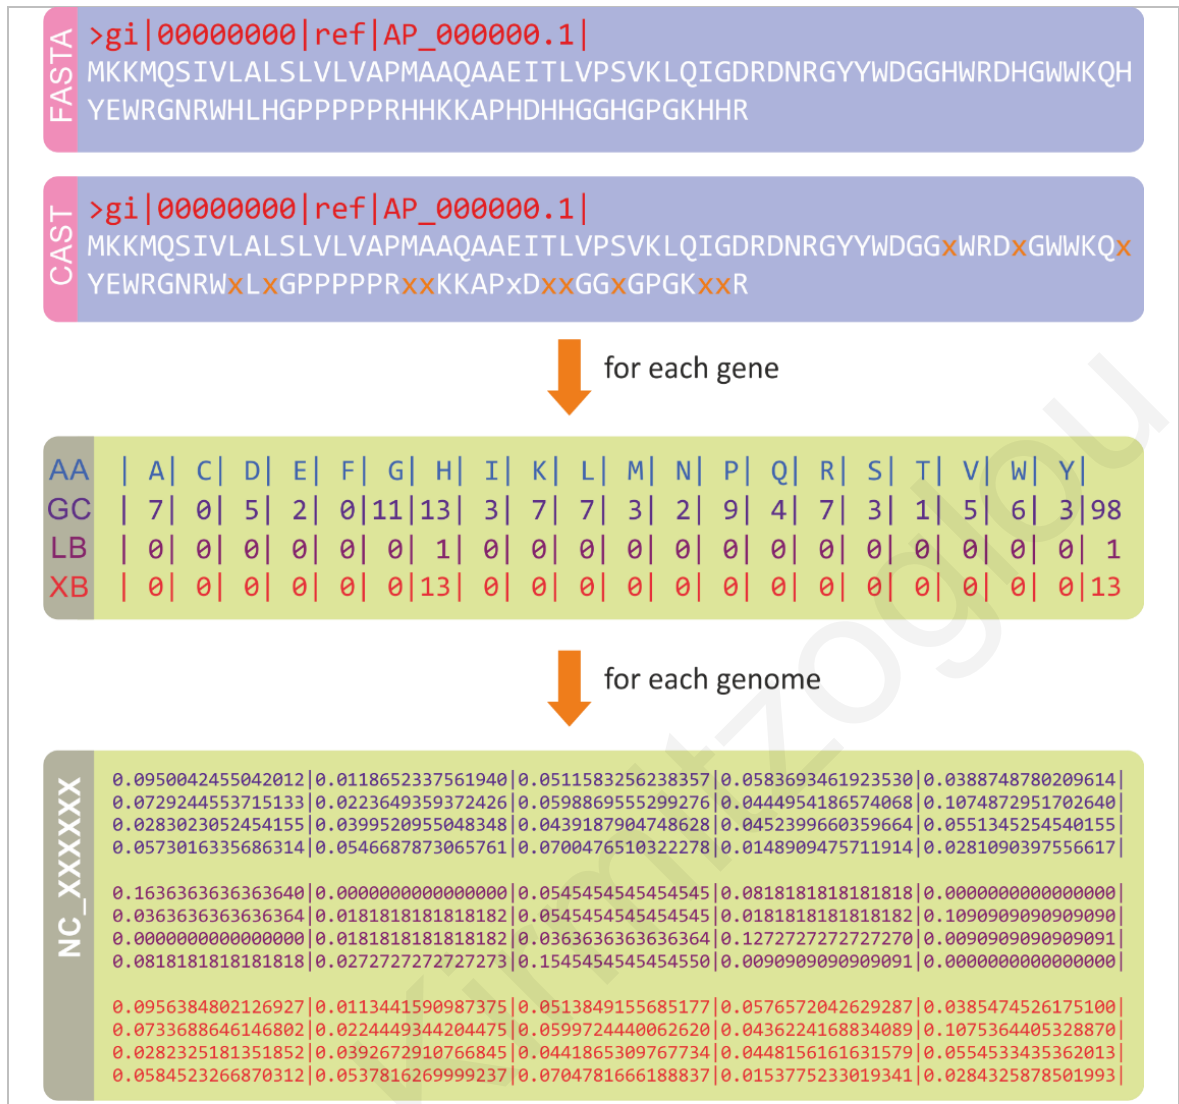 FASTA
>gi|00000000|ref|AP_000000.1|
MKKMQSIVLALSLVLVAPMAAQAAEITLVPSVKLQIGDRDNRGYYWDGGHWRDHGWWKQH
YEWRGNRWHLHGPPPPPRHHKKAPHDHHGGHGPGKHHR
CAST
>gi|00000000|ref|AP_000000.1|
MKKMQSIVLALSLVLVAPMAAQAAEITLVPSVKLQIGDRDNRGYYWDGGxWRDxGWWKQx
YEWRGNRWxLxGPPPPPRxxKKAPxDxxGGxGPGKxxR
for each gene
AA | A| C| D| E| F| G| H| I| K| L| M| N| P| Q| R| S| T| V| W| Y|
GC | 7| 0| 5| 2| 0|11|13| 3| 7| 7| 3| 2| 9| 4| 7| 3| 1| 5| 6| 3|98
LB | 0| 0| 0| 0| 0| 0| 1| 0| 0| 0| 0| 0| 0| 0| 0| 0| 0| 0| 0| 0| 1
XB | 0| 0| 0| 0| 0| 0|13| 0| 0| 0| 0| 0| 0| 0| 0| 0| 0| 0| 0| 0|13
for each genome
NC_XXXXXX
0.0950042455042012|0.0118652337561940|0.0511583256238357|0.0583693461923530|0.0388748780209614|
0.0729244553715133|0.0223649359372426|0.0598869555299276|0.0444954186574068|0.1074872951702640|
0.0283023052454155|0.0399520955048348|0.0439187904748628|0.0452399660359664|0.0551345254540155|
0.0573016335686314|0.0546687873065761|0.0700476510322278|0.0148909475711914|0.0281090397556617|
0.1636363636363640|0.0000000000000000|0.0545454545454545|0.0818181818181818|0.0000000000000000|
0.0363636363636364|0.0181818181818182|0.0545454545454545|0.0181818181818182|0.1090909090909090|
0.0000000000000000|0.0181818181818182|0.0363636363636364|0.1272727272727270|0.0090909090909091|
0.0818181818181818|0.0272727272727273|0.1545454545454550|0.0090909090909091|0.0000000000000000|
0.0956384802126927|0.0113441590987375|0.0513849155685177|0.0576572042629287|0.0385474526175100|
0.0733688646146802|0.0224449344204475|0.0599724440062620|0.0436224168834089|0.1075364405328870|
0.0282325181351852|0.0392672910766845|0.0441865309767734|0.0448156161631579|0.0554533435362013|
0.0584523266870312|0.0537816269999237|0.0704781666188837|0.0153775233019341|0.0284325878501993|
Kirmitzoglou